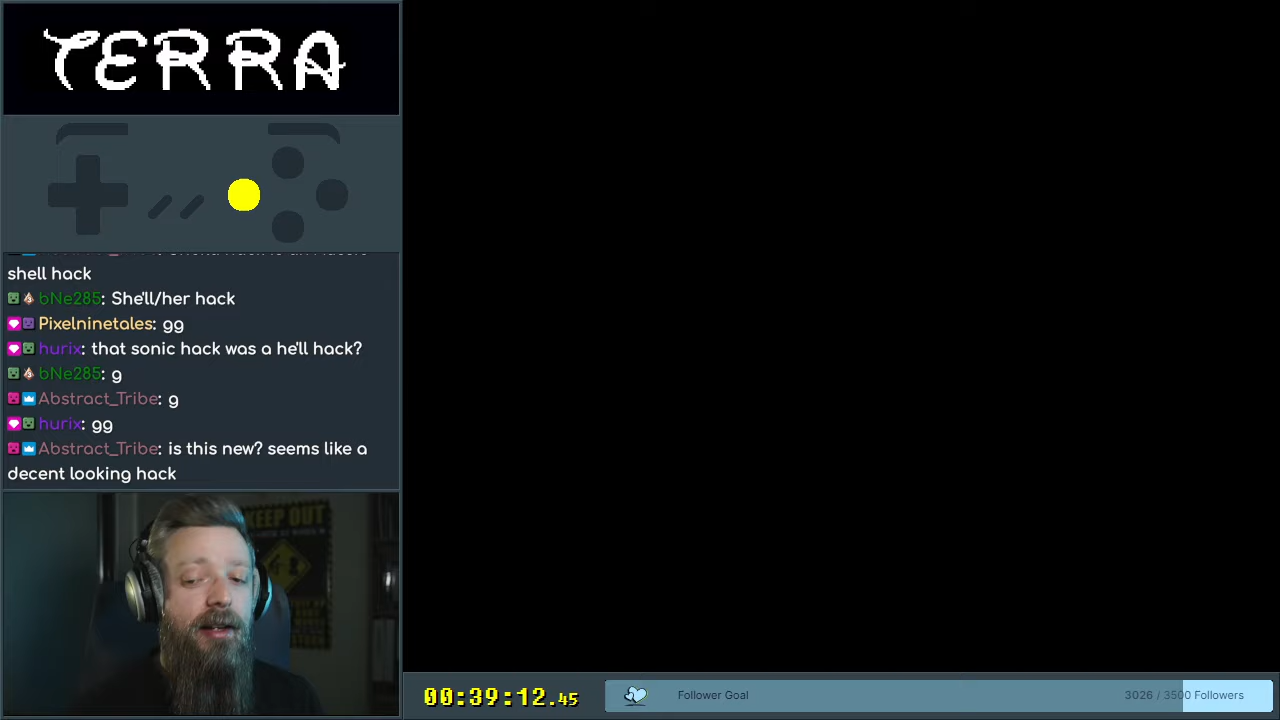 TERRA
shell hack
bNe285: She'll/her hack
Pixelninetales: gg
hurix: that sonic hack was a he'll hack?
bNe285: g
Abstract_Tribe: g
hurix: gg
Abstract_Tribe: is this new? seems like a
decent looking hack
KEEP OUT
00:39:12.45
Follower Goal
3026 / 3500 Followers